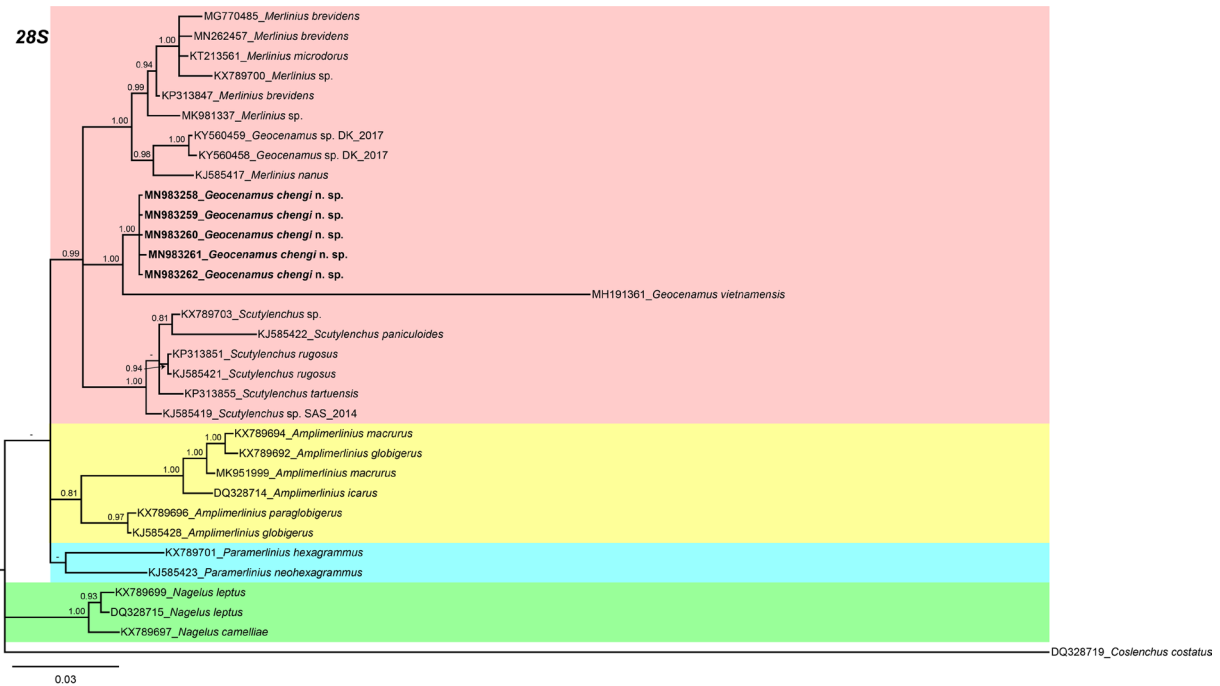 28S
MG770485_Merlinius brevidens
MN262457_Merlinius brevidens
1.00
KT213561_Merlinius microdorus
0.94
KX789700_Merlinius sp.
0.99
KP313847_Merlinius brevidens
MK981337_Merlinius sp.
1.00
KY560459_Geocenamus sp. DK_2017
1.00
KY560458_Geocenamus sp. DK_2017
0.98
KJ585417_Merlinius nanus
MN983258_Geocenamus chengi n. sp.
MN983259_Geocenamus chengi n. sp.
1.00
MN983260_Geocenamus chengi n. sp.
0.99
1.00
MN983261_Geocenamus chengi n. sp.
MN983262_Geocenamus chengi n. sp.
MH191361_Geocenamus vietnamensis
KX789703_Scutylenchus sp.
0.81
KJ585422_Scutylenchus paniculoides
-
KP313851_Scutylenchus rugosus
0.94
KJ585421_Scutylenchus rugosus
1.00
KP313855_Scutylenchus tartuensis
KJ585419_Scutylenchus sp. SAS_2014
-
KX789694_Amplimerlinius macrurus
1.00
KX789692_Amplimerlinius globigerus
1.00
MK951999_Amplimerlinius macrurus
1.00
DQ328714_Amplimerlinius icarus
0.81
KX789696_Amplimerlinius paraglobigerus
0.97
KJ585428_Amplimerlinius globigerus
KX789701_Paramerlinius hexagrammus
-
KJ585423_Paramerlinius neohexagrammus
KX789699_Nagelus leptus
0.93
DQ328715_Nagelus leptus
1.00
KX789697_Nagelus camelliae
DQ328719_Coslenchus costatus
0.03